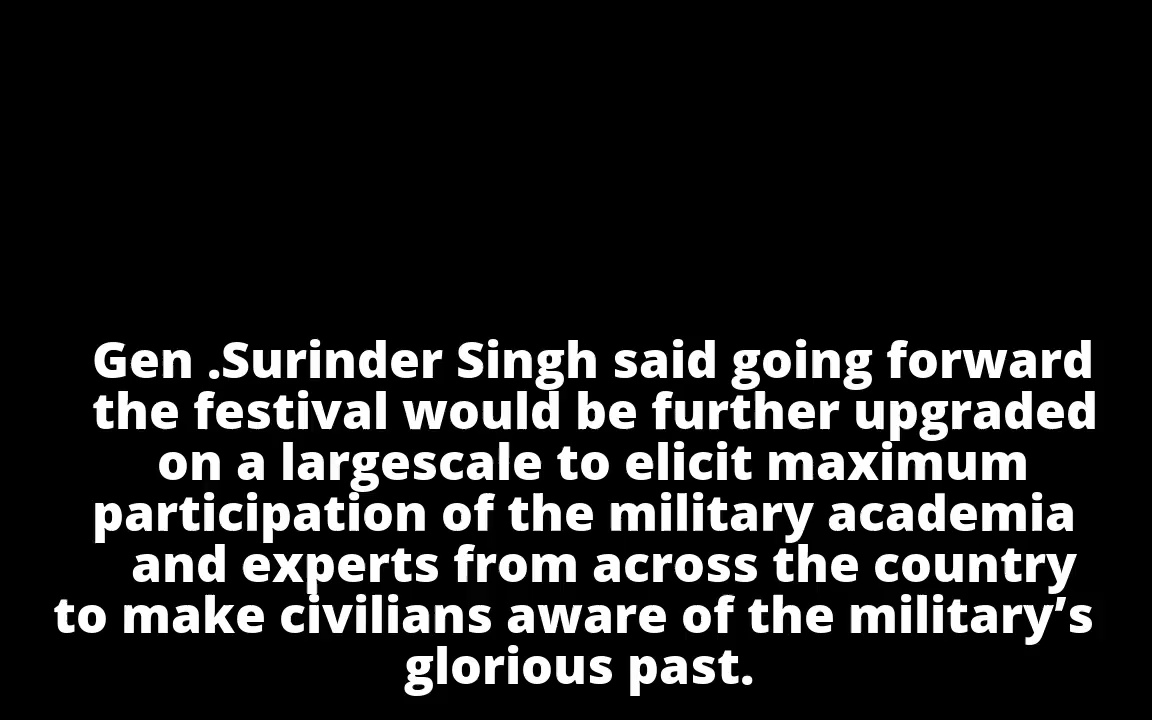 Gen .Surinder Singh said going forward
the festival would be further upgraded
on a largescale to elicit maximum
participation of the military academia
and experts from across the country
to make civilians aware of the military’s
glorious past.